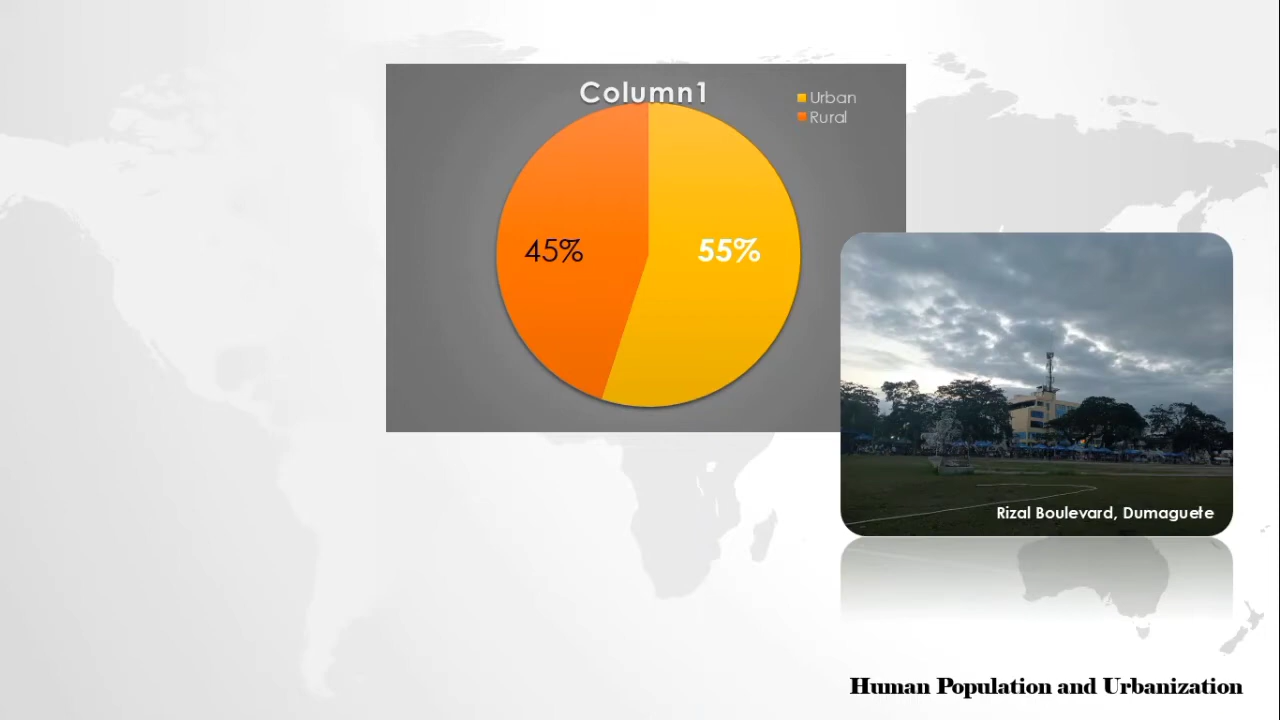 Column1
Urban
Rural
45%
55%
Rizal Boulevard, Dumaguete
Human Population and Urbanization